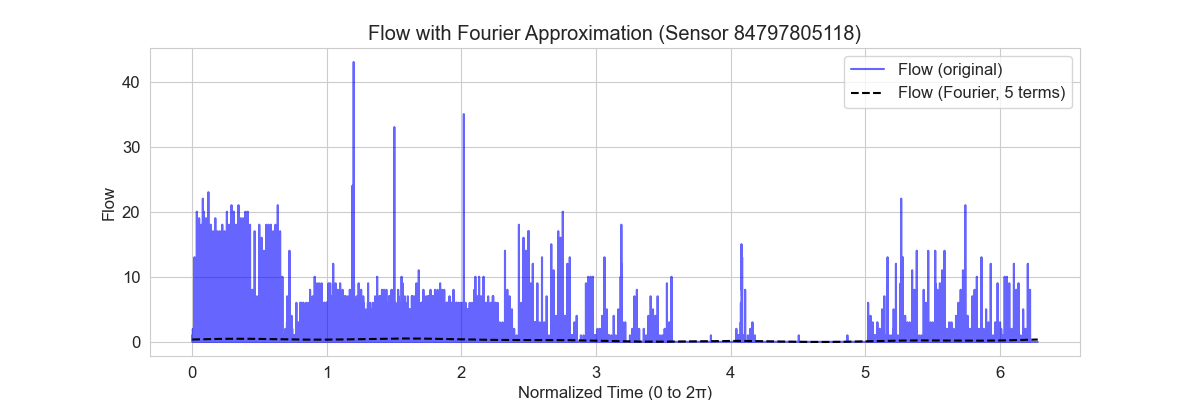 Flow with Fourier Approximation (Sensor 84797805118)
Flow (original)
Flow (Fourier, 5 terms)
40
30
20
10
0
Flow
0 1 2 3 4 5 6
Normalized Time (0 to 2π)